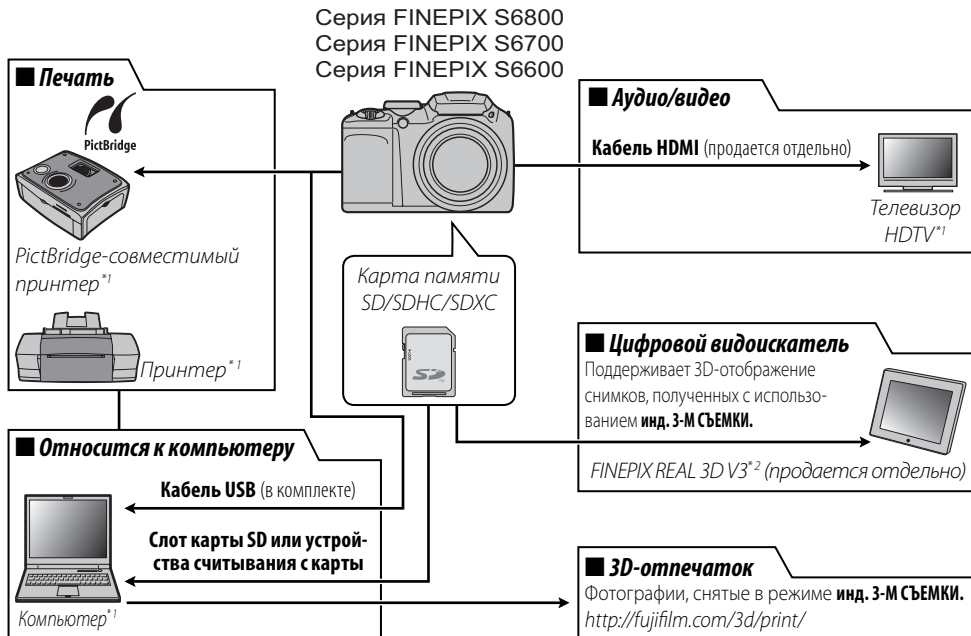 Серия FINEPIX S6800
Серия FINEPIX S6700
Серия FINEPIX S6600
■ Печать
PictBridge
PictBridge-совместимый
принтер*1
Принтер*1
■ Аудио/видео
Кабель HDMI (продается отдельно)
Телевизор
HDTV*1
Карта памяти
SD/SDHC/SDXC
SD
■ Цифровой видоискатель
Поддерживает 3D-отображение
снимков, полученных с использо-
ванием инд. 3-М СЪЕМКИ.
FINEPIX REAL 3D V3*2 (продается отдельно)
■ Относится к компьютеру
Кабель USB (в комплекте)
Слот карты SD или устрой-
ства считывания с карты
Компьютер*1
■ 3D-отпечаток
Фотографии, снятые в режиме инд. 3-М СЪЕМКИ.
http://fujifilm.com/3d/print/